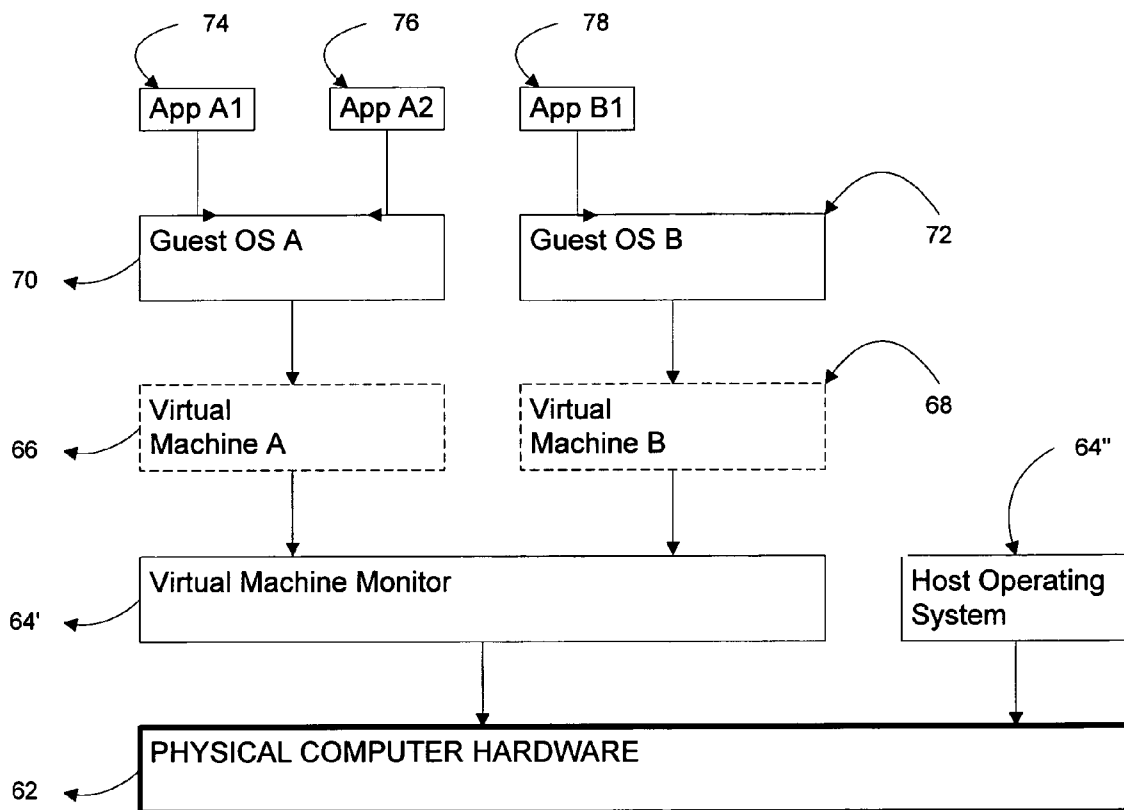 74
76
78
App A1
App A2
App B1
Guest OS A
Guest OS B
72
70
Virtual
Machine A
Virtual
Machine B
68
66
64"
Virtual Machine Monitor
Host Operating
System
64'
PHYSICAL COMPUTER HARDWARE
62